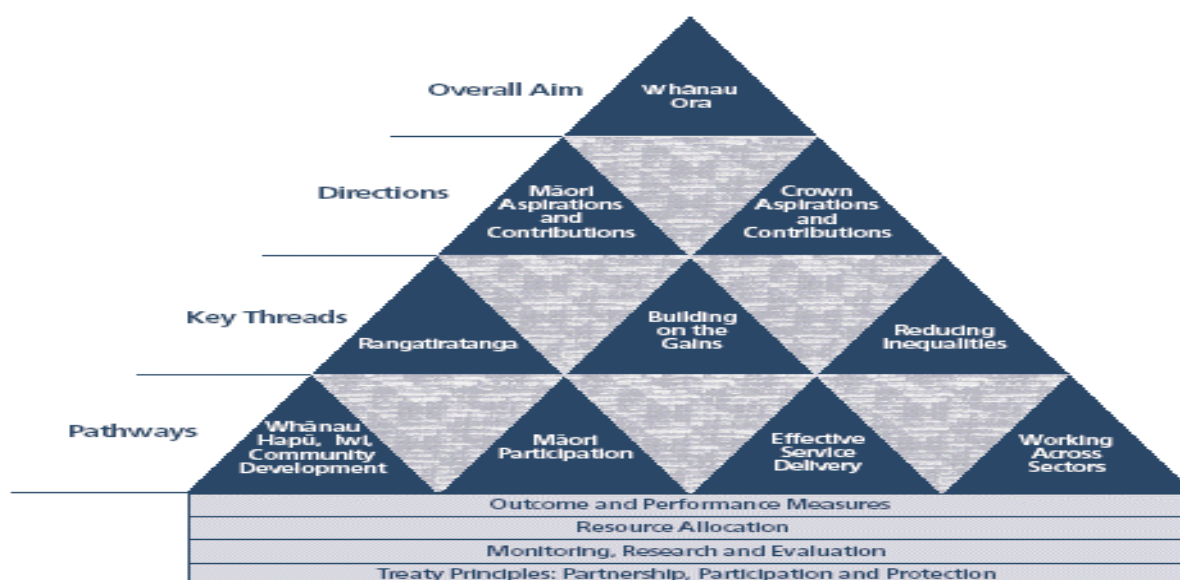 Overall Aim
Whānau
Ora
Directions
Māori
Aspirations
and
Contributions
Crown
Aspirations
and
Contributions
Key Threads
Rangatiratanga
Building
on the
Gains
Reducing
Inequalities
Pathways
Whānau
Hapū, Iwi,
Community
Development
Māori
Participation
Effective
Service
Delivery
Working
Across
Sectors
Outcome and Performance Measures
Resource Allocation
Monitoring, Research and Evaluation
Treaty Principles: Partnership, Participation and Protection